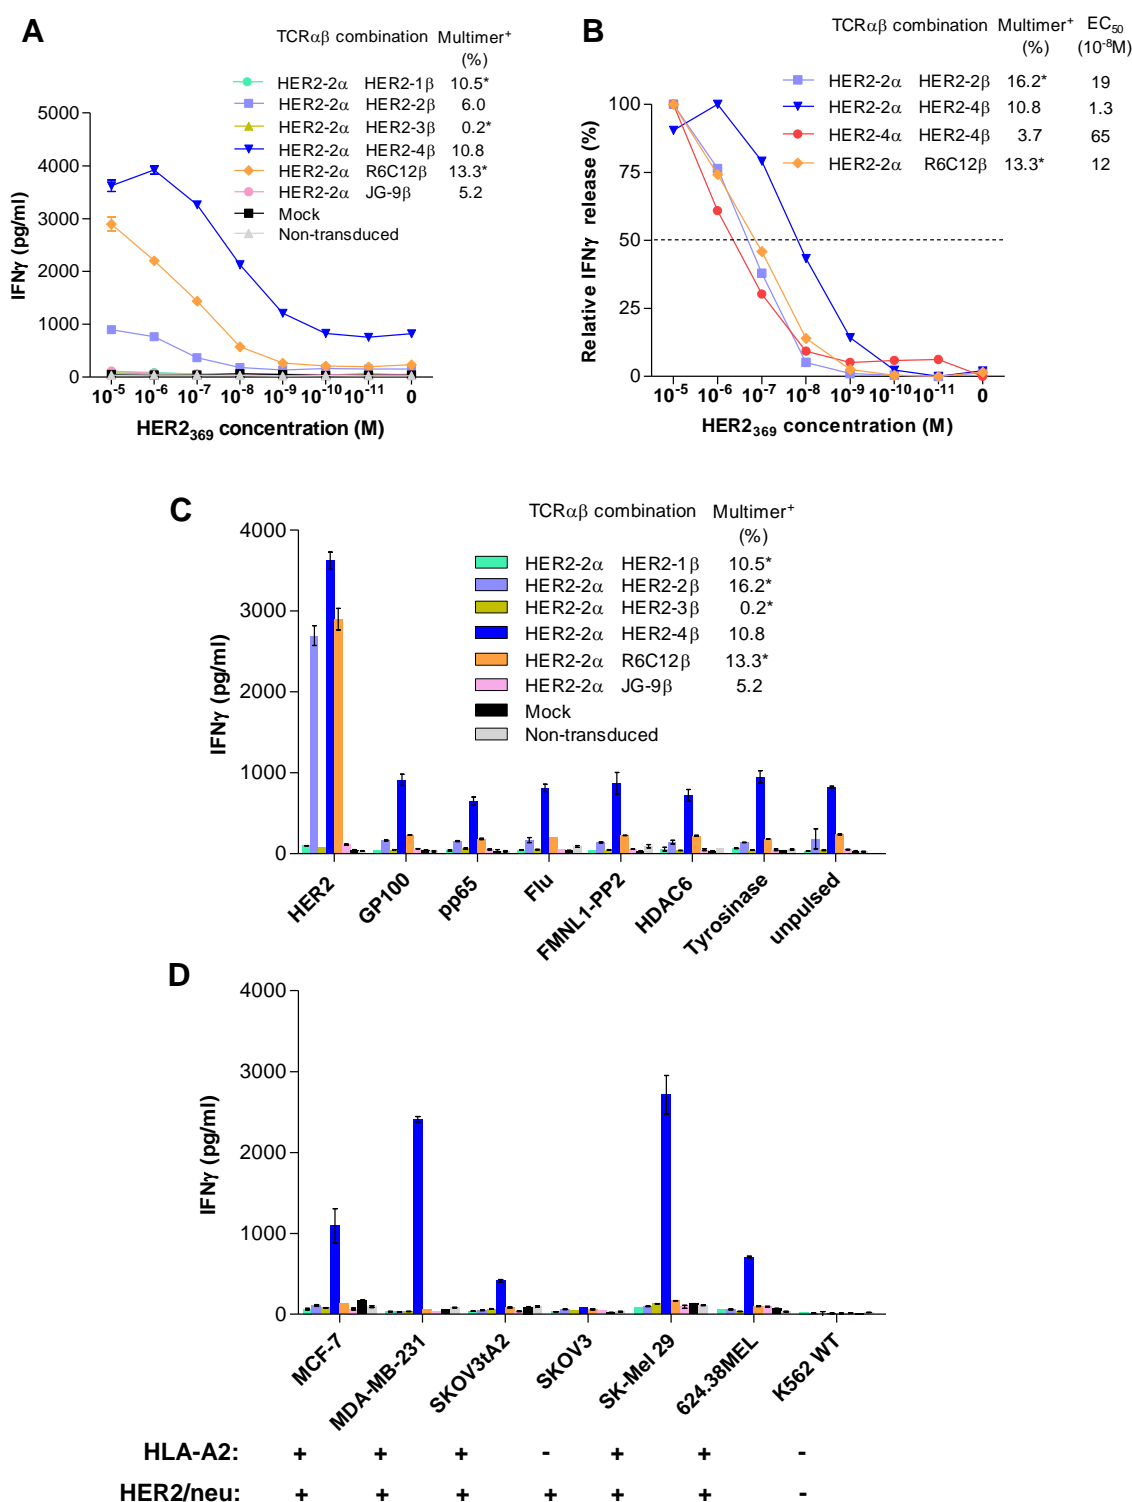 A
TCRαβ combination Multimer+
(%)
HER2-2α HER2-1β 10.5*
HER2-2α HER2-2β 6.0
HER2-2α HER2-3β 0.2*
HER2-2α HER2-4β 10.8
HER2-2α R6C12β 13.3*
HER2-2α JG-9β 5.2
Mock
Non-transduced
IFNγ (pg/ml)
5000
4000
3000
2000
1000
0
10-5 10-6 10-7 10-8 10-9 10-10 10-11 0
HER2369 concentration (M)
B
TCRαβ combination Multimer+ EC50
(%) (10-8M)
HER2-2α HER2-2β 16.2* 19
HER2-2α HER2-4β 10.8 1.3
HER2-4α HER2-4β 3.7 65
HER2-2α R6C12β 13.3* 12
Relative IFNγ release (%)
100
75
50
25
0
10-5 10-6 10-7 10-8 10-9 10-10 10-11 0
HER2369 concentration (M)
C
TCRαβ combination Multimer+
(%)
HER2-2α HER2-1β 10.5*
HER2-2α HER2-2β 16.2*
HER2-2α HER2-3β 0.2*
HER2-2α HER2-4β 10.8
HER2-2α R6C12β 13.3*
HER2-2α JG-9β 5.2
Mock
Non-transduced
IFNγ (pg/ml)
4000
3000
2000
1000
0
HER2 GP100 pp65 Flu FMNL1-PP2 HDAC6 Tyrosinase unpulsed
D
IFNγ (pg/ml)
4000
3000
2000
1000
0
MCF-7 MDA-MB-231 SKOV3tA2 SKOV3 SK-Mel 29 624.38MEL K562 WT
HLA-A2: + + + - + + -
HER2/neu: + + + + + + -